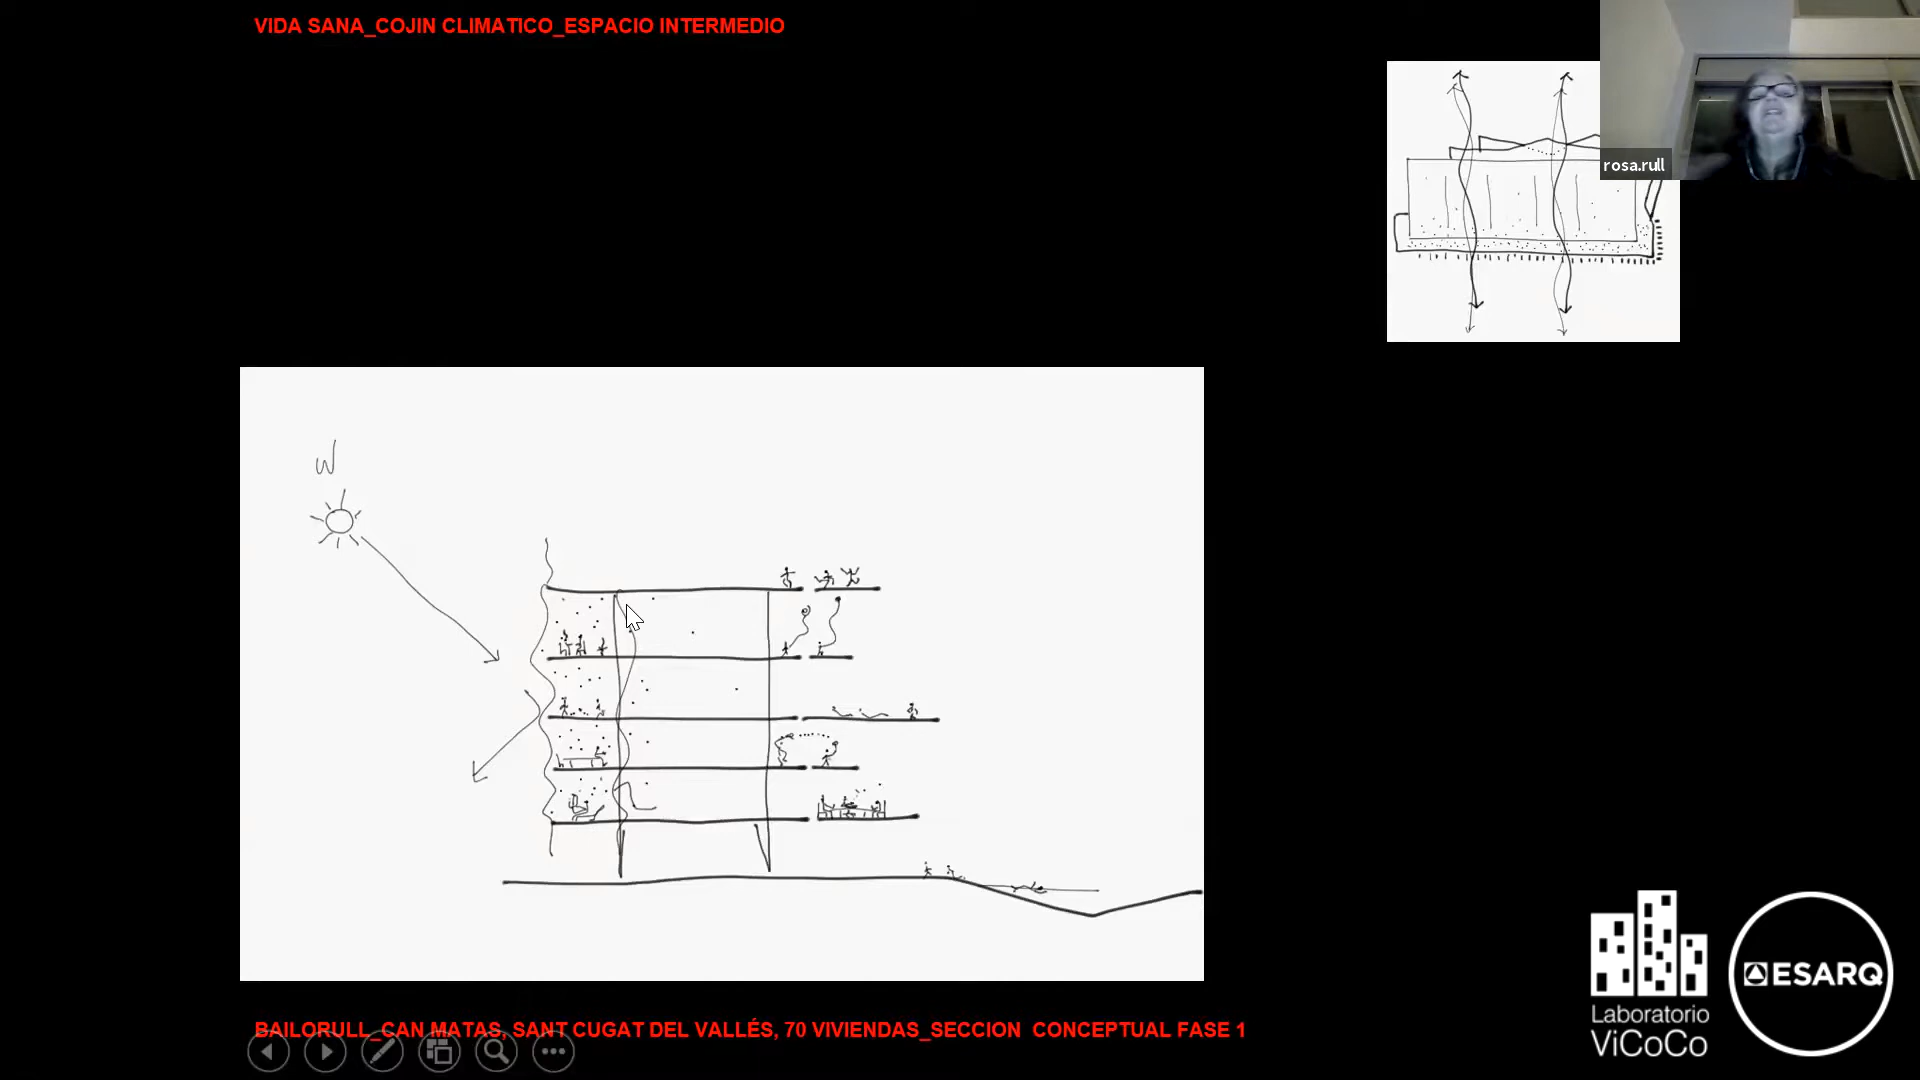 VIDA SANA_COJIN CLIMATICO_ESPACIO INTERMEDIO
rosa.rull
W
BAILORULL_CAN MATAS, SANT CUGAT DEL VALLÉS, 70 VIVIENDAS_SECCION CONCEPTUAL FASE 1
Laboratorio
ViCoCo
ESARQ